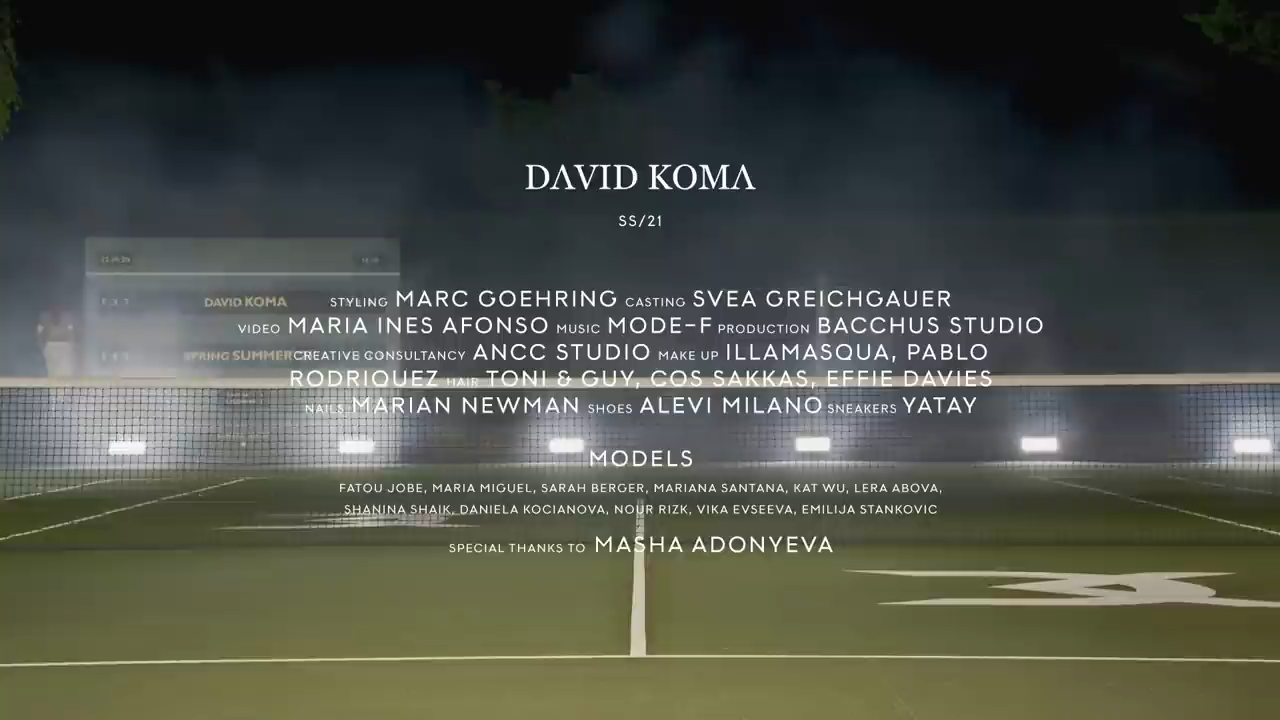 DAVID KOMA
SS/21
DAVID KOMA
SPRING SUMMER
STYLING MARC GOEHRING CASTING SVEA GREICHGAUER
VIDEO MARIA INES AFONSO MUSIC MODE-F PRODUCTION BACCHUS STUDIO
CREATIVE CONSULTANCY ANCC STUDIO MAKE UP ILLAMASQUA, PABLO
RODRIQUEZ HAIR TONI & GUY, COS SAKKAS, EFFIE DAVIES
NAILS MARIAN NEWMAN SHOES ALEVI MILANO SNEAKERS YATAY
MODELS
FATOU JOBE, MARIA MIGUEL, SARAH BERGER, MARIANA SANTANA, KAT WU, LERA ABOVA,
SHANINA SHAIK, DANIELA KOCIANOVA, NOUR RIZK, VIKA EVSEEVA, EMILIJA STANKOVIC
SPECIAL THANKS TO MASHA ADONYEVA